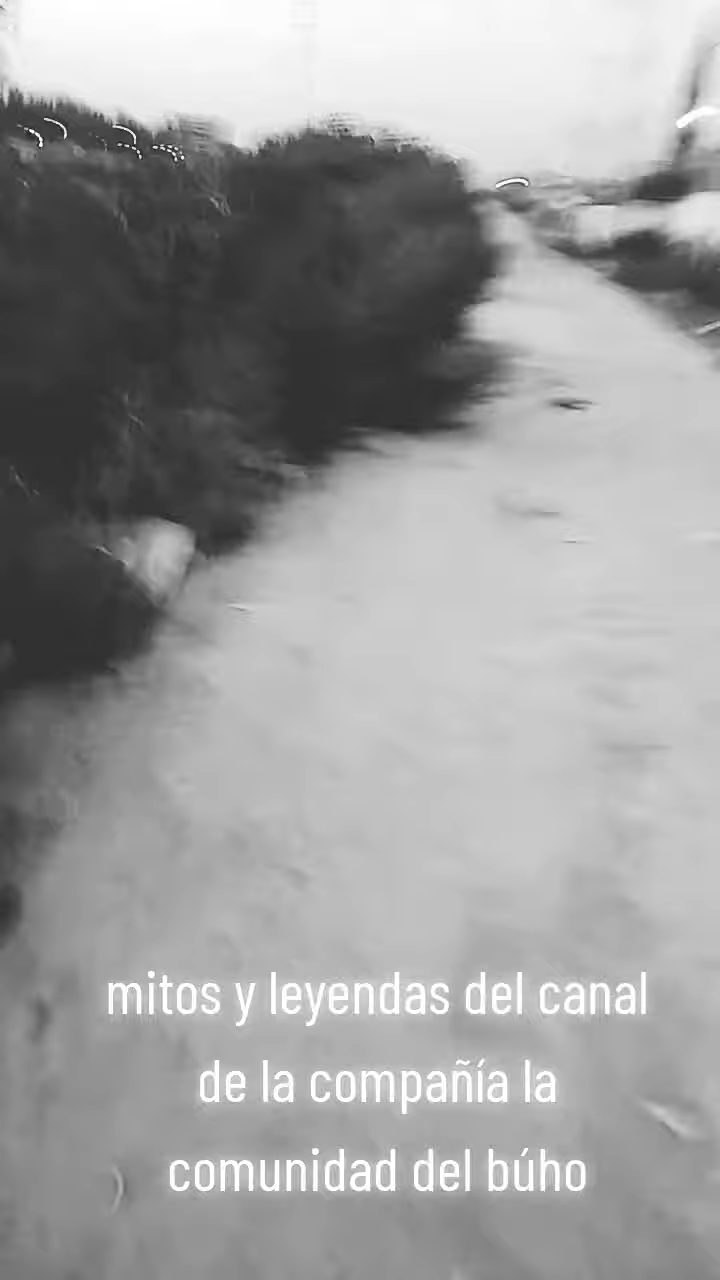 mitos y leyendas del canal
de la compañía la
comunidad del búho